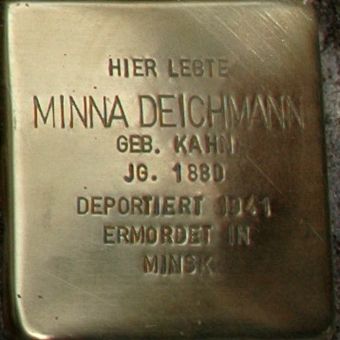 HIER LEBTE
MINNA DEICHMANN
GEB. KAHN
JG. 1880
DEPORTIERT 1941
ERMORDET IN
MINSK